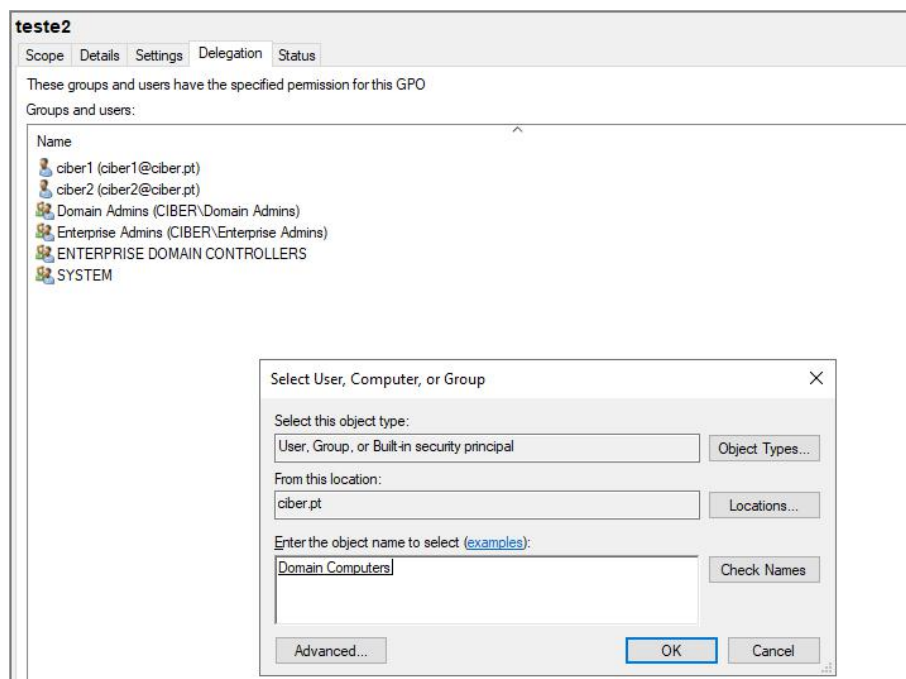 teste2
Scope Details Settings Delegation Status
These groups and users have the specified permission for this GPO
Groups and users:
Name
ciber1 (ciber1@ciber.pt)
ciber2 (ciber2@ciber.pt)
Domain Admins (CIBER\Domain Admins)
Enterprise Admins (CIBER\Enterprise Admins)
ENTERPRISE DOMAIN CONTROLLERS
SYSTEM
Select User, Computer, or Group
Select this object type:
User, Group, or Built-in security principal
Object Types...
From this location:
ciber.pt
Locations...
Enter the object name to select (examples):
Domain Computers
Check Names
Advanced...
OK
Cancel